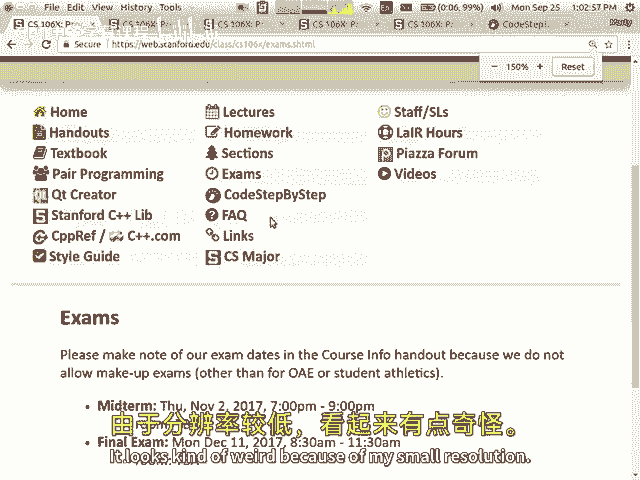 File Edit View History Tools
(0:06, 99%) Mon Sep 25 1:02:57 PM
CS 106X: P CS 106X: P CS 106X: P CS 106X: P CS 106X: P CodeStepB Marty
Secure https://web.stanford.edu/class/cs106x/exams.shtml
− 150% + Reset
Home Lectures Staff/SLs
Handouts Homework LaIR Hours
Textbook Sections Piazza Forum
Pair Programming Exams Videos
Qt Creator CodeStepByStep
Stanford C++ Lib FAQ
CppRef / C++.com Links
Style Guide CS Major
Exams
Please make note of our exam dates in the Course Info handout because we do not
allow make-up exams (other than for OAE or student athletics).
• Midterm: Thu, Nov 2, 2017, 7:00pm - 9:00pm
• Final Exam: Mon Dec 11, 2017, 8:30am - 11:30am
由于分辨率较低，看起来有点奇怪。
It looks kind of weird because of my small resolution.